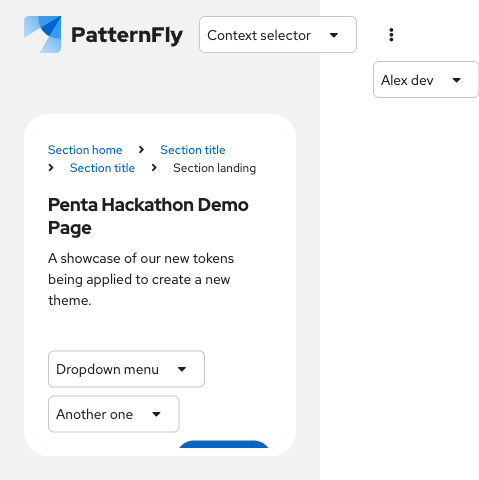 PatternFly
Context selector
Alex dev
Section home
Section title
Section title
Section landing
Penta Hackathon Demo
Page
A showcase of our new tokens
being applied to create a new
theme.
Dropdown menu
Another one